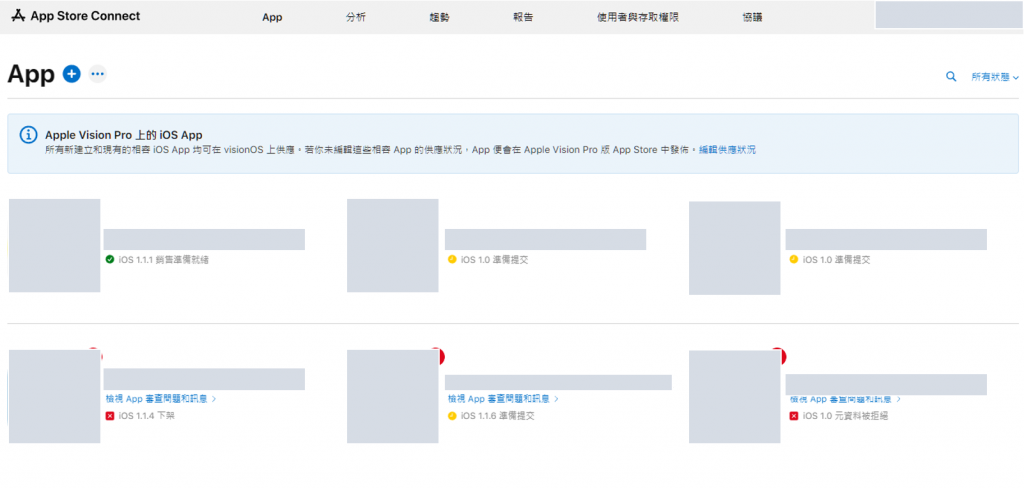 App Store Connect
App
分析
趨勢
報告
使用者與存取權限
協議
App
所有狀態
Apple Vision Pro 上的 iOS App
所有新建立和現有的相容 iOS App 均可在 visionOS 上供應。若你未編輯這些相容 App 的供應狀況，App 便會在 Apple Vision Pro 版 App Store 中發佈。編輯供應狀況
iOS 1.1.1 銷售準備就緒
iOS 1.0 準備提交
iOS 1.0 準備提交
檢視 App 審查問題和訊息 >
iOS 1.1.4 下架
檢視 App 審查問題和訊息 >
iOS 1.1.6 準備提交
檢視 App 審查問題和訊息 >
iOS 1.0 元資料被拒絕